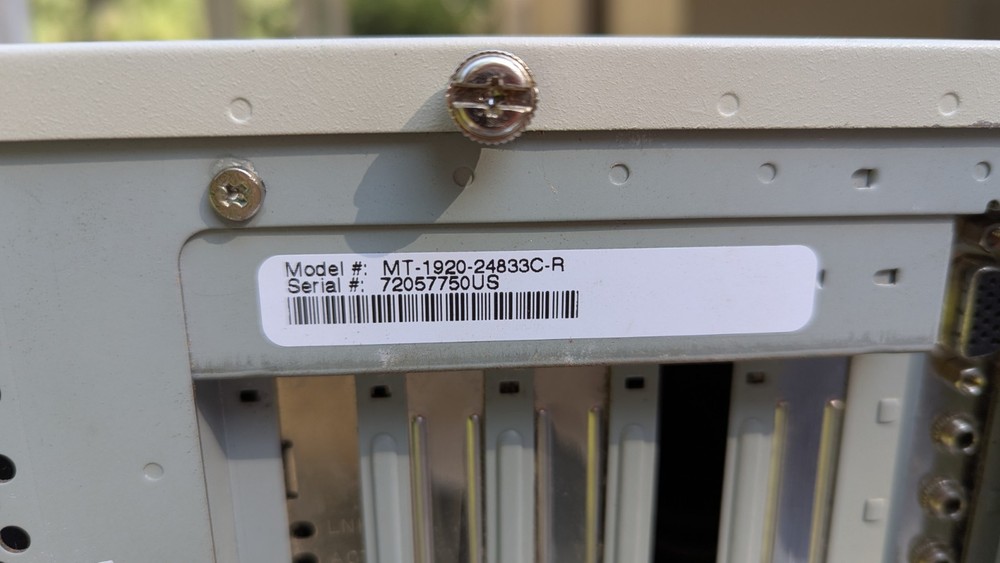 Model #: MT-1920-24833C-R
Serial #: 72057750US